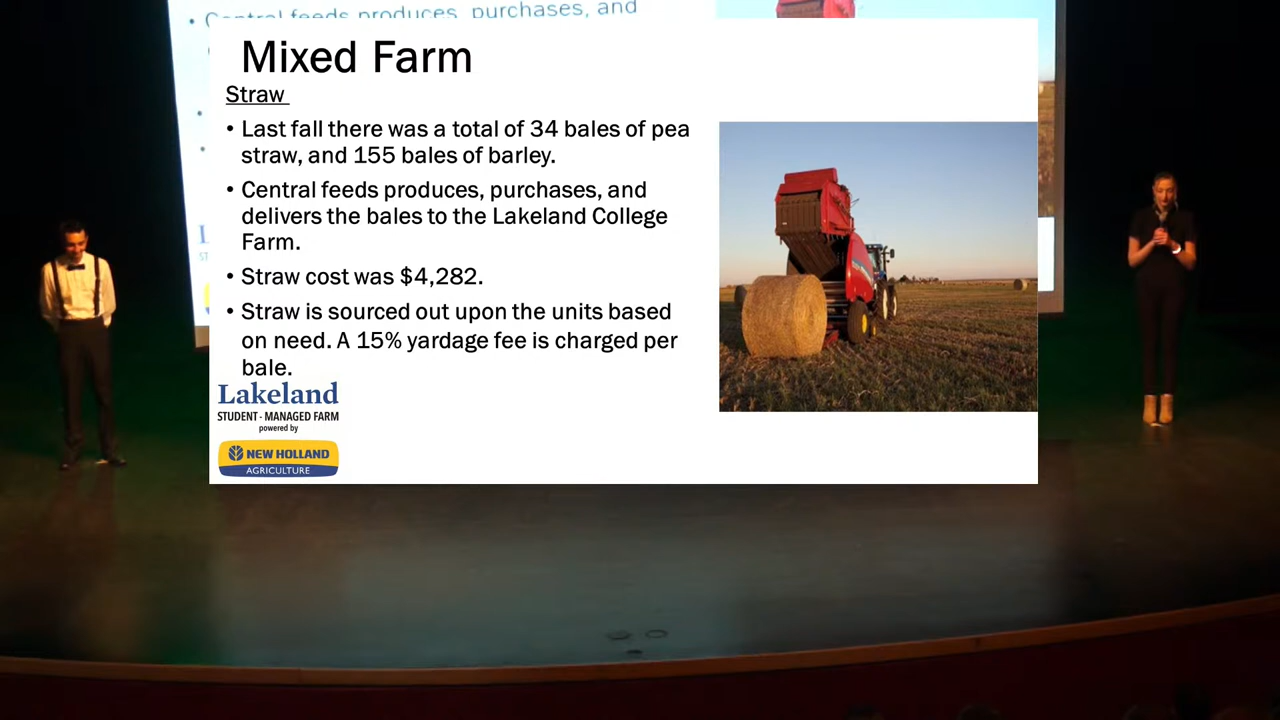 • Central feeds produces, purchases, and
Mixed Farm
Straw
• Last fall there was a total of 34 bales of pea
straw, and 155 bales of barley.
• Central feeds produces, purchases, and
delivers the bales to the Lakeland College
Farm.
• Straw cost was $4,282.
• Straw is sourced out upon the units based
on need. A 15% yardage fee is charged per
bale.
Lakeland
STUDENT - MANAGED FARM
powered by
NEW HOLLAND
AGRICULTURE